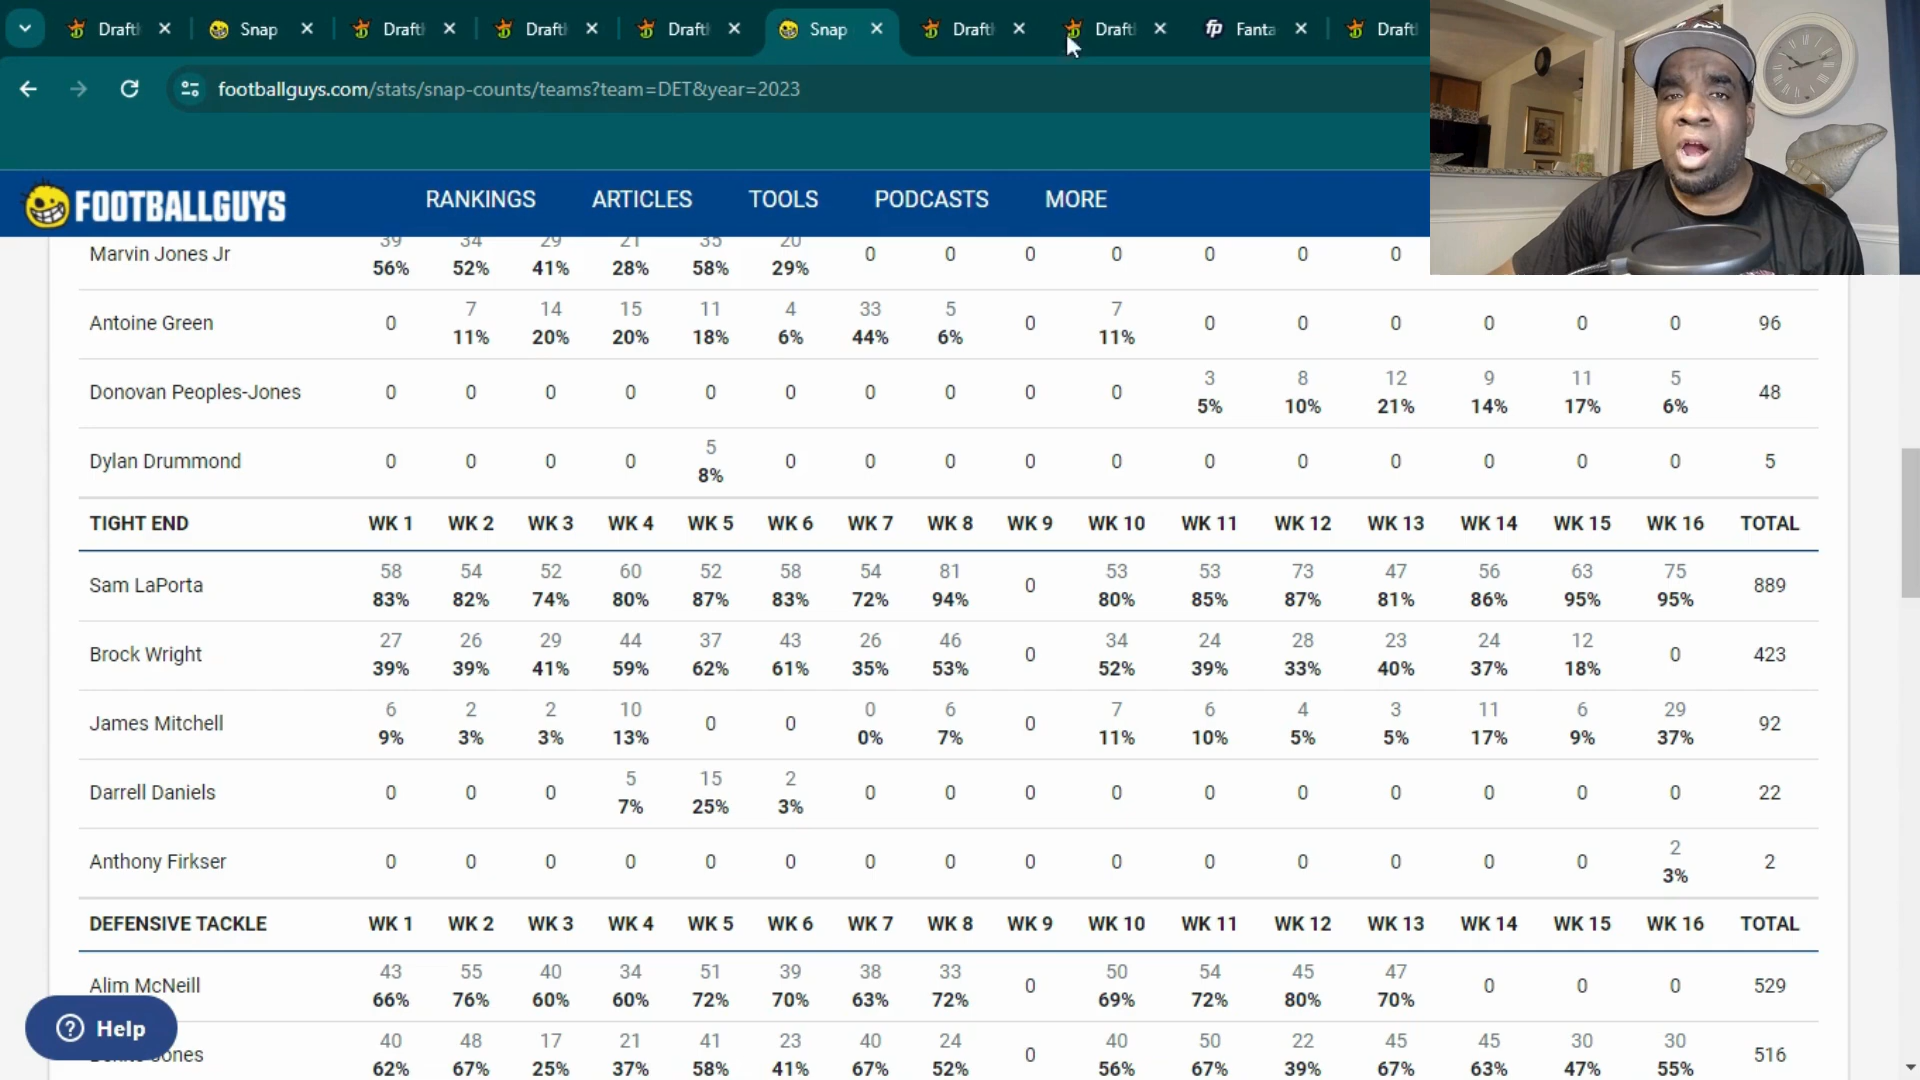 Draft
Snap
Draft
Draft
Draft
Snap
Draft
Draft
fp Fanta
Draft
footballguys.com/stats/snap-counts/teams?team=DET&year=2023
FOOTBALLGUYS RANKINGS ARTICLES TOOLS PODCASTS MORE
39 34 29 21 35 20
Marvin Jones Jr 0 0 0 0 0 0 0
56% 52% 41% 28% 58% 29%
7 14 15 11 4 33 5 7
Antoine Green 0 0 0 0 0 0 0 0 96
11% 20% 20% 18% 6% 44% 6% 11%
3 8 12 9 11 5
Donovan Peoples-Jones 0 0 0 0 0 0 0 0 0 0 48
5% 10% 21% 14% 17% 6%
5
Dylan Drummond 0 0 0 0 0 0 0 0 0 0 0 0 0 0 0 5
8%
TIGHT END WK 1 WK 2 WK 3 WK 4 WK 5 WK 6 WK 7 WK 8 WK 9 WK 10 WK 11 WK 12 WK 13 WK 14 WK 15 WK 16 TOTAL
58 54 52 60 52 58 54 81 53 53 73 47 56 63 75
Sam LaPorta 0 889
83% 82% 74% 80% 87% 83% 72% 94% 80% 85% 87% 81% 86% 95% 95%
27 26 29 44 37 43 26 46 34 24 28 23 24 12
Brock Wright 0 0 423
39% 39% 41% 59% 62% 61% 35% 53% 52% 39% 33% 40% 37% 18%
6 2 2 10 0 6 7 6 4 3 11 6 29
James Mitchell 0 0 0 92
9% 3% 3% 13% 0% 7% 11% 10% 5% 5% 17% 9% 37%
5 15 2
Darrell Daniels 0 0 0 0 0 0 0 0 0 0 0 0 0 22
7% 25% 3%
2
Anthony Firkser 0 0 0 0 0 0 0 0 0 0 0 0 0 0 0 2
3%
DEFENSIVE TACKLE WK 1 WK 2 WK 3 WK 4 WK 5 WK 6 WK 7 WK 8 WK 9 WK 10 WK 11 WK 12 WK 13 WK 14 WK 15 WK 16 TOTAL
43 55 40 34 51 39 38 33 50 54 45 47
Alim McNeill 0 0 0 0 529
66% 76% 60% 60% 72% 70% 63% 72% 69% 72% 80% 70%
Help
40 48 17 21 41 23 40 24 40 50 22 45 45 30 30
Jones 0 516
62% 67% 25% 37% 58% 41% 67% 52% 56% 67% 39% 67% 63% 47% 55%